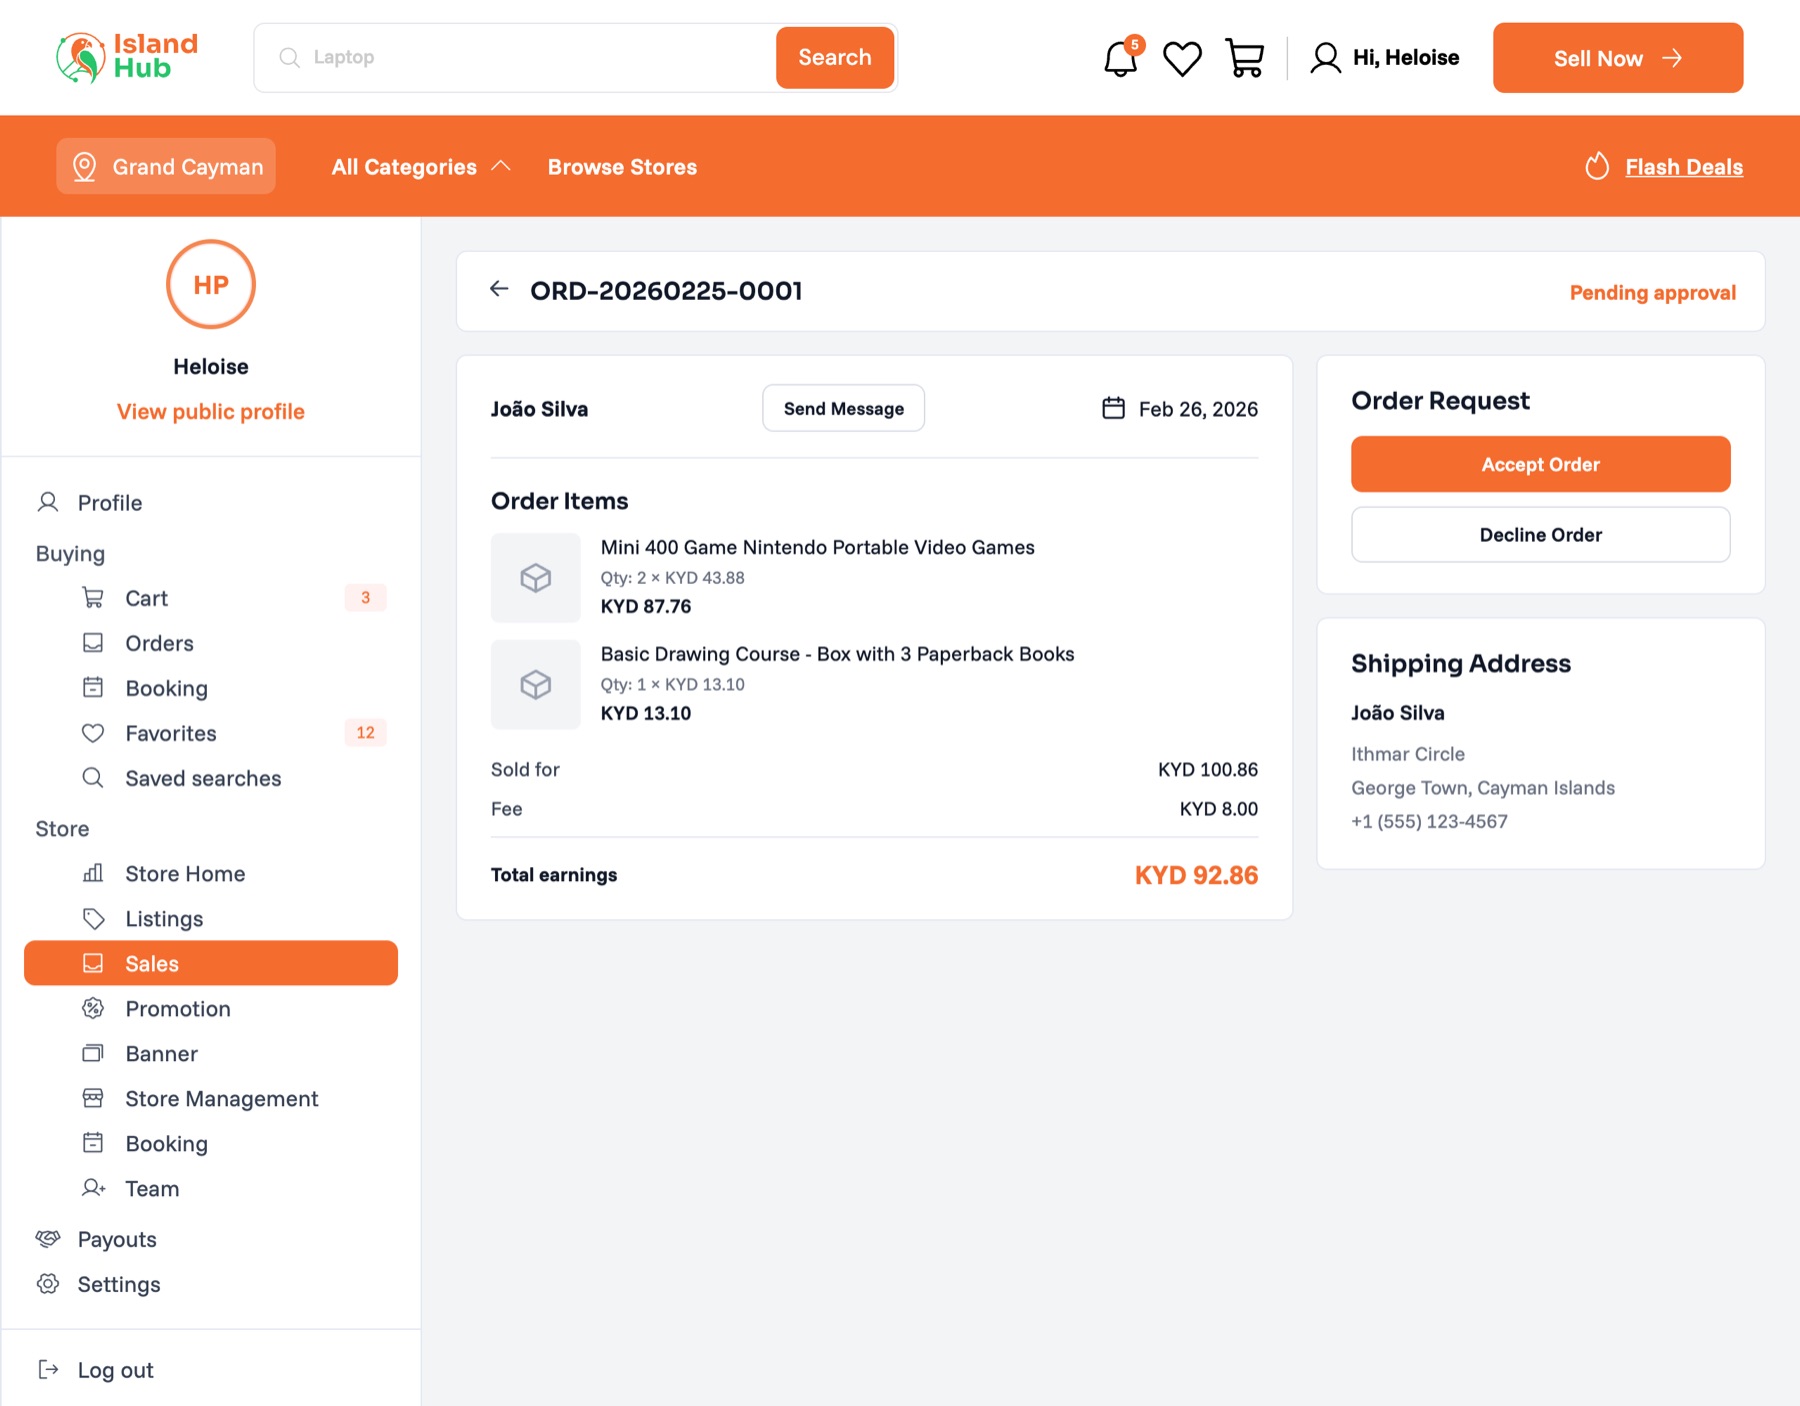 Island
Hub
Laptop
Search
5
Hi, Heloise
Sell Now
Grand Cayman
All Categories
Browse Stores
Flash Deals
HP
Heloise
View public profile
Profile
Buying
Cart
3
Orders
Booking
Favorites
12
Saved searches
Store
Store Home
Listings
Sales
Promotion
Banner
Store Management
Booking
Team
Payouts
Settings
Log out
ORD-20260225-0001
Pending approval
João Silva
Send Message
Feb 26, 2026
Order Items
Mini 400 Game Nintendo Portable Video Games
Qty: 2 × KYD 43.88
KYD 87.76
Basic Drawing Course - Box with 3 Paperback Books
Qty: 1 × KYD 13.10
KYD 13.10
Sold for
KYD 100.86
Fee
KYD 8.00
Total earnings
KYD 92.86
Order Request
Accept Order
Decline Order
Shipping Address
João Silva
Ithmar Circle
George Town, Cayman Islands
+1 (555) 123-4567